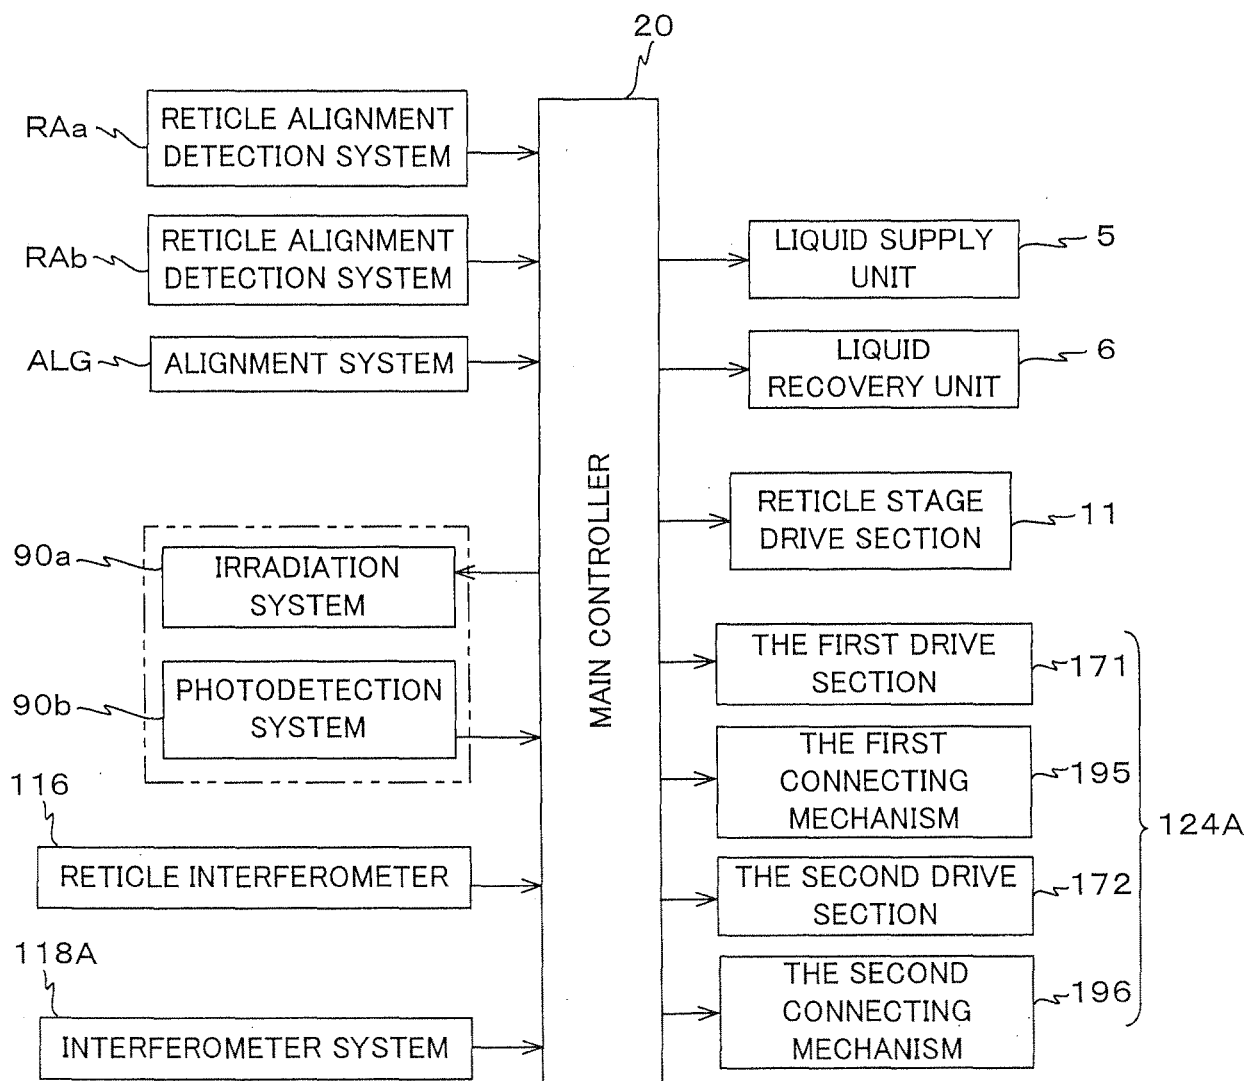 20
RAa
RETICLE ALIGNMENT
DETECTION SYSTEM
RAb
RETICLE ALIGNMENT
DETECTION SYSTEM
ALG
ALIGNMENT SYSTEM
90a
IRRADIATION
SYSTEM
90b
PHOTODETECTION
SYSTEM
116
RETICLE INTERFEROMETER
118A
INTERFEROMETER SYSTEM
MAIN CONTROLLER
LIQUID SUPPLY
UNIT
5
LIQUID
RECOVERY UNIT
6
RETICLE STAGE
DRIVE SECTION
11
THE FIRST DRIVE
SECTION
171
THE FIRST
CONNECTING
MECHANISM
195
THE SECOND DRIVE
SECTION
172
THE SECOND
CONNECTING
MECHANISM
196
124A